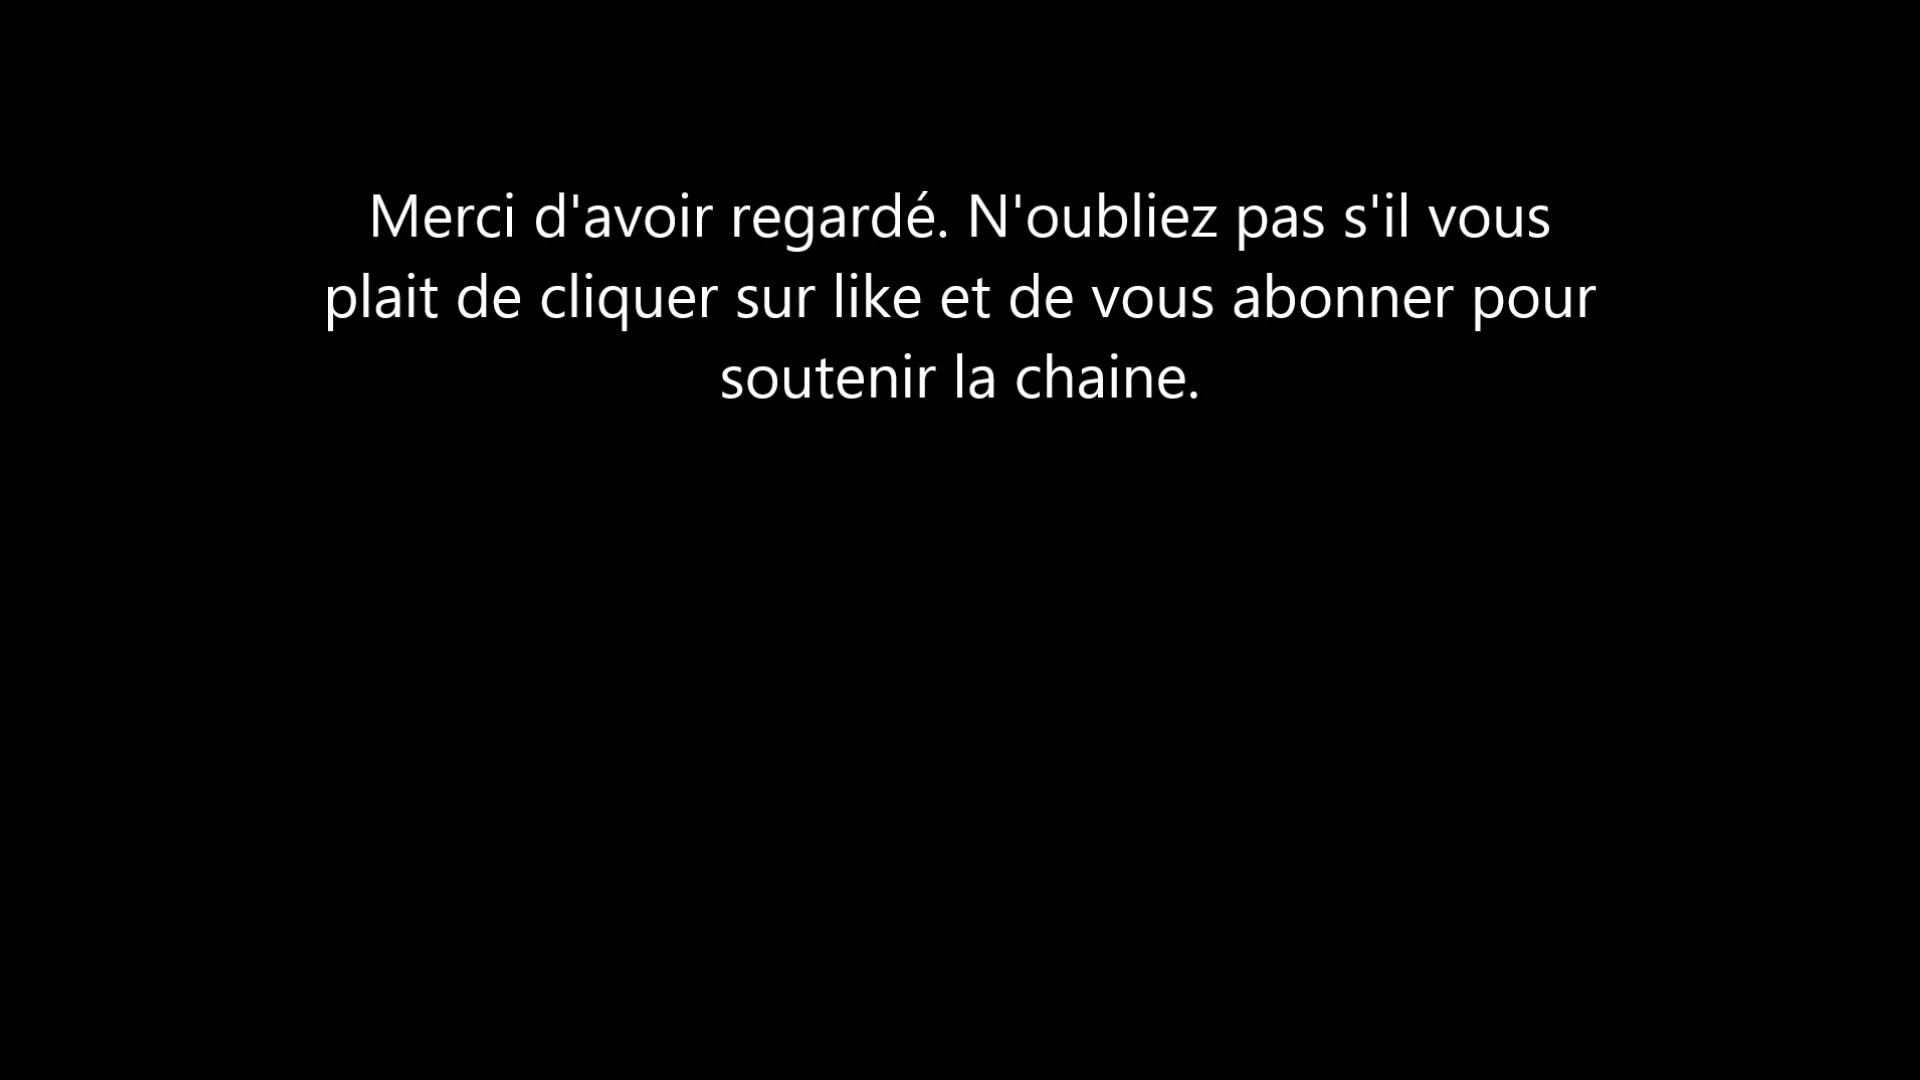 Merci d'avoir regardé. N'oubliez pas s'il vous
plait de cliquer sur like et de vous abonner pour
soutenir la chaine.